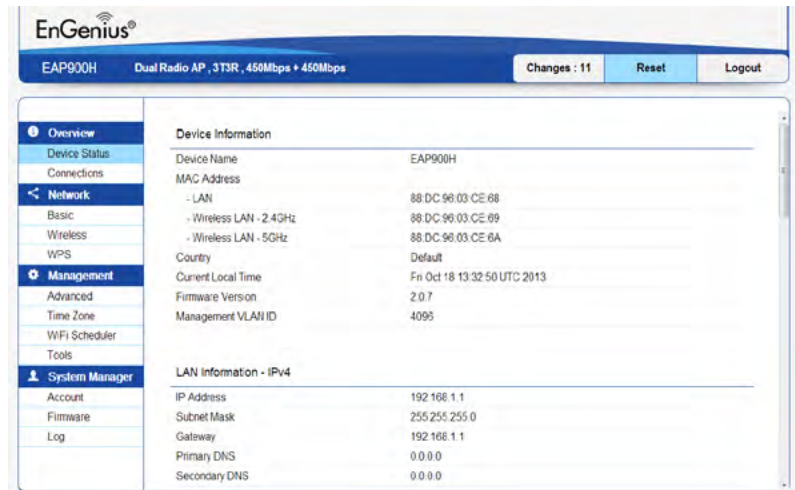 EnGenius®
EAP900H Dual Radio AP , 3T3R , 450Mbps + 450Mbps Changes : 11 Reset Logout
Overview
Device Status
Connections
Network
Basic
Wireless
WPS
Management
Advanced
Time Zone
WiFi Scheduler
Tools
System Manager
Account
Firmware
Log
Device Information
Device Name EAP900H
MAC Address
- LAN 88:DC:96:03:CE:68
- Wireless LAN - 2.4GHz 88:DC:96:03:CE:69
- Wireless LAN - 5GHz 88:DC:96:03:CE:6A
Country Default
Current Local Time Fri Oct 18 13:32:50 UTC 2013
Firmware Version 2.0.7
Management VLAN ID 4096
LAN Information - IPv4
IP Address 192.168.1.1
Subnet Mask 255.255.255.0
Gateway 192.168.1.1
Primary DNS 0.0.0.0
Secondary DNS 0.0.0.0